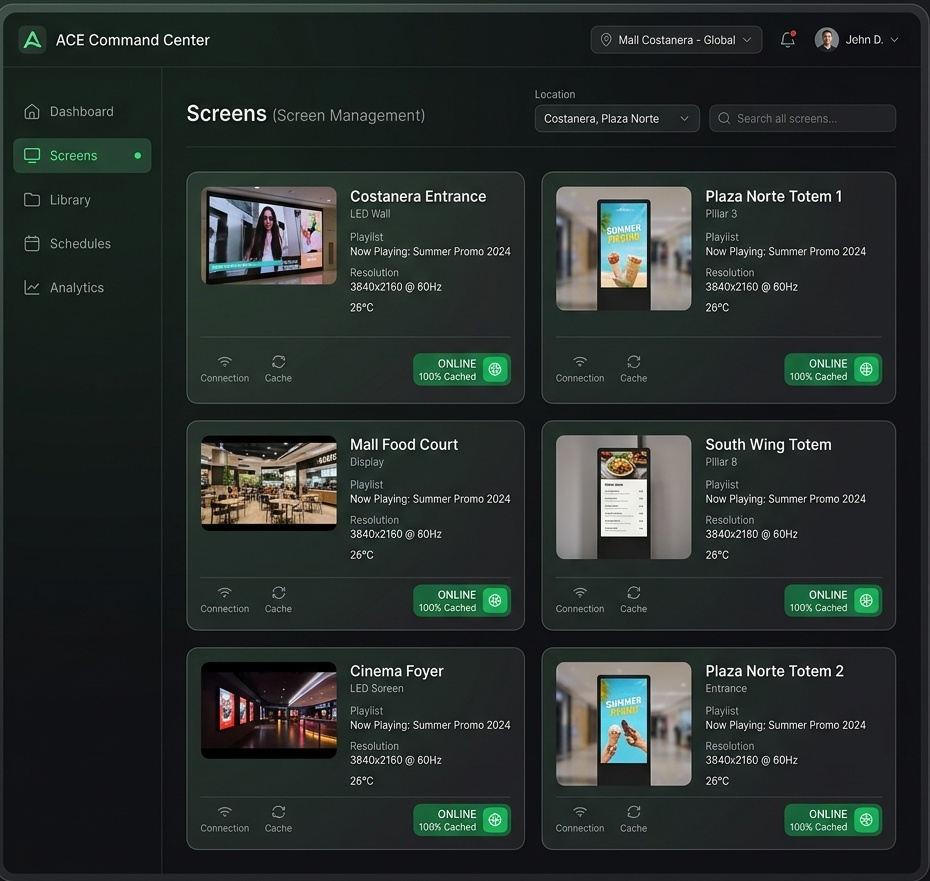 ACE Command Center
Mall Costanera - Global
Jehn D.
Dashboard
Screens
Library
Schedules
Analytics
Screens (Screen Management)
Location
Costanera, Plaza Norte
Search all screens...
Costanera Entrance
LED Wall
Playlist
Now Playing: Summer Promo 2024
Resolution
3840x2160 @ 60Hz
26°C
Connection
Cache
ONLINE
100% Cached
SUMMER
Plaza Norte Totem 1
Pillar 3
Playlist
Now Playing: Summer Promo 2024
Resolution
3840x2160 @ 60Hz
26°C
Connection
Cache
ONLINE
100% Cached
Mall Food Court
Display
Playlist
Now Playing: Summer Promo 2024
Resolution
3840x2160 @ 60Hz
26°C
Connection
Cache
ONLINE
100% Cached
South Wing Totem
Pillar 8
Playlist
Now Playing: Summer Promo 2024
Resolution
3840x2180 @ 60Hz
26°C
Connection
Cache
ONLINE
100% Cached
Cinema Foyer
LED Soreen
Playlist
Now Playing: Summer Promo 2024
Resolution
3840x2160 @ 60Hz
26°C
Connection
Cache
ONLINE
100% Cached
SUMMER
Plaza Norte Totem 2
Entrance
Playlist
Now Playing: Summer Promo 2024
Resolution
3840x2160 @ 60Hz
26°C
Connection
Cache
ONLINE
100% Cached